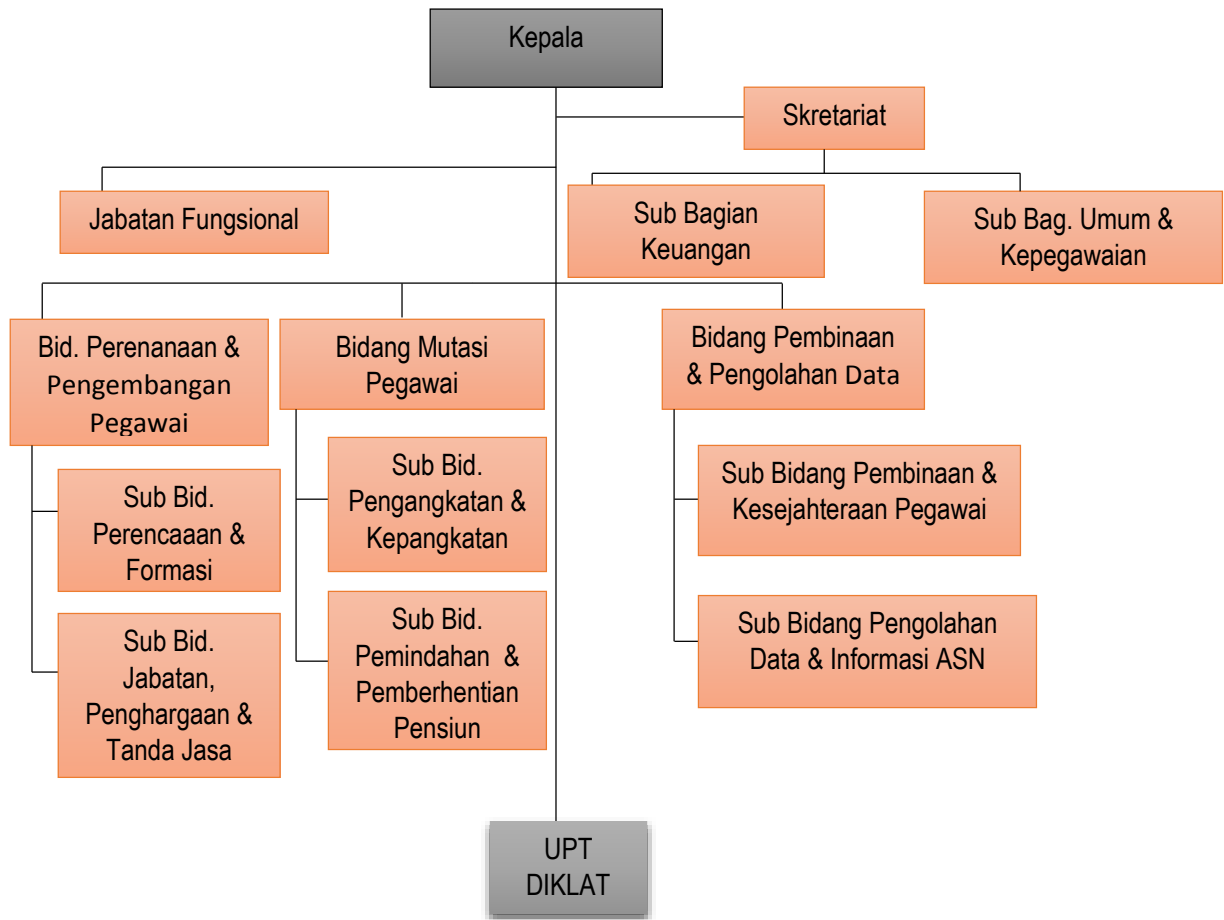 Kepala
Skretariat
Jabatan Fungsional
Sub Bagian
Keuangan
Sub Bag. Umum &
Kepegawaian
Bid. Perenanaan &
Pengembangan
Pegawai
Bidang Mutasi
Pegawai
Bidang Pembinaan
& Pengolahan Data
Sub Bid.
Perencaaan &
Formasi
Sub Bid.
Pengangkatan &
Kepangkatan
Sub Bidang Pembinaan &
Kesejahteraan Pegawai
Sub Bid.
Jabatan,
Penghargaan &
Tanda Jasa
Sub Bid.
Pemindahan &
Pemberhentian
Pensiun
Sub Bidang Pengolahan
Data & Informasi ASN
UPT
DIKLAT